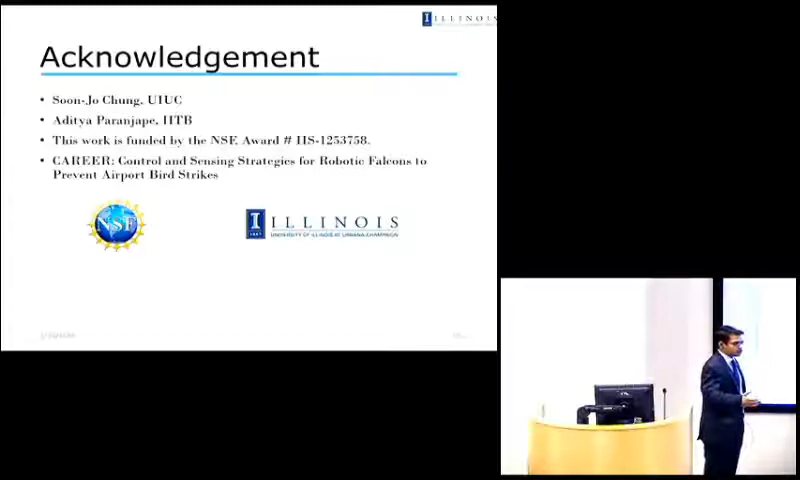 ILLINOIS
Acknowledgement
• Soon-Jo Chung, UIUC
• Aditya Paranjape, IITB
• This work is funded by the NSF Award # IIS-1253758.
• CAREER: Control and Sensing Strategies for Robotic Falcons to
Prevent Airport Bird Strikes
NSF
I ILLINOIS
UNIVERSITY OF ILLINOIS AT URBANA-CHAMPAIGN